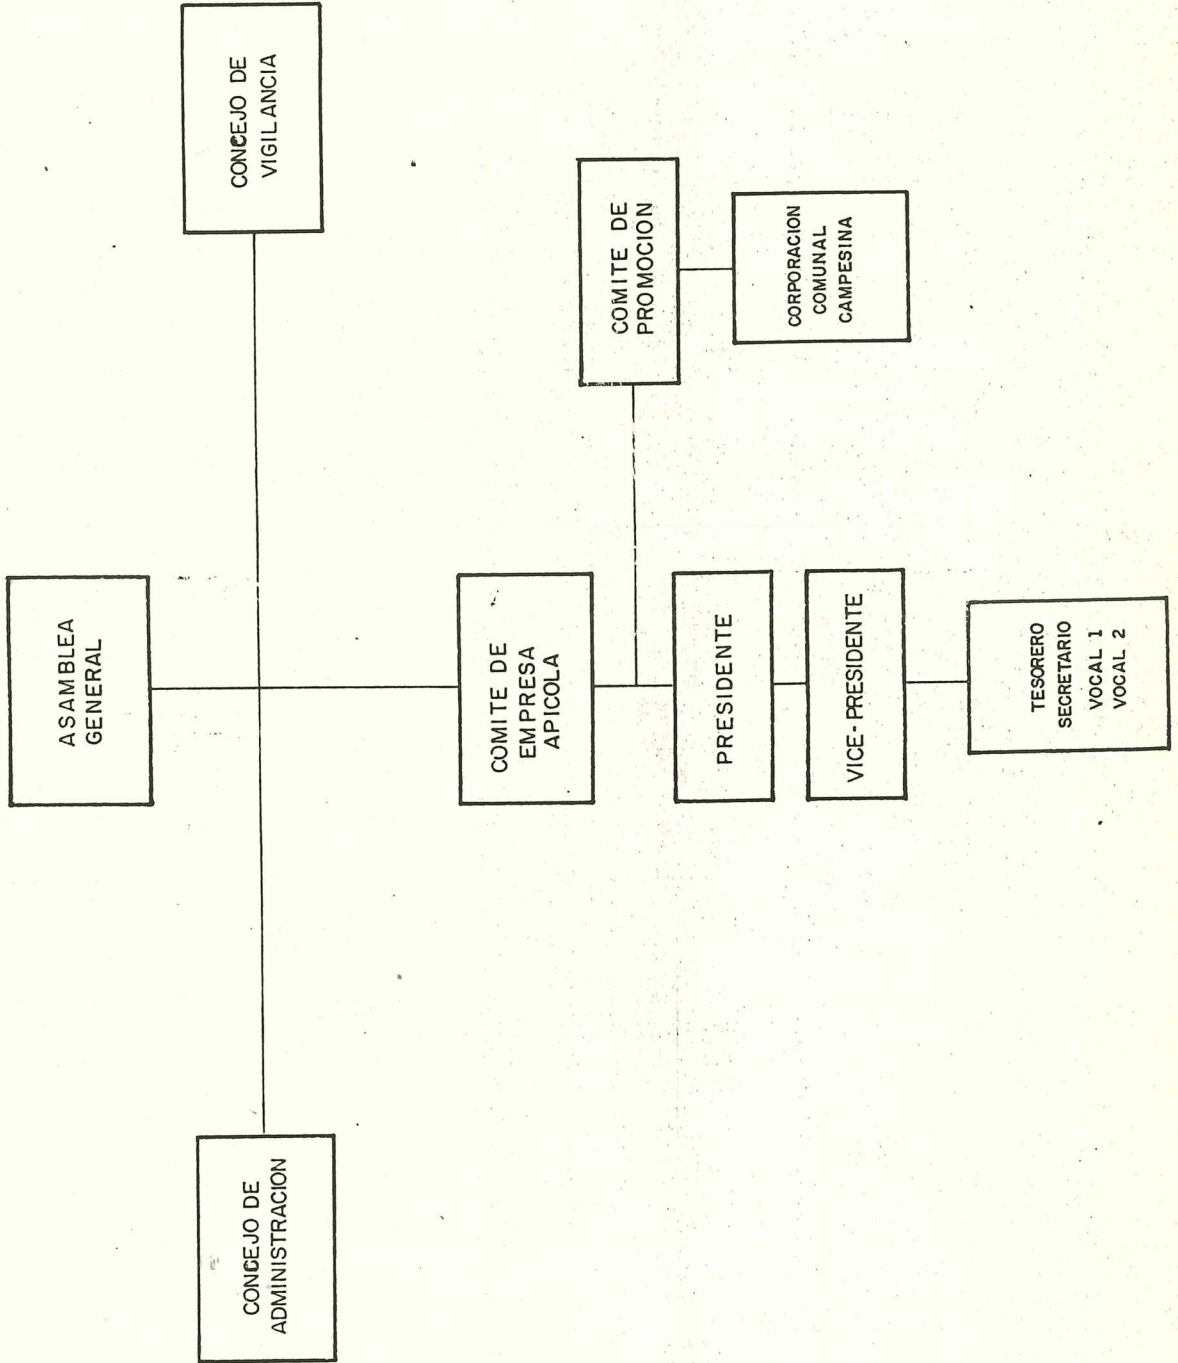 ASAMBLEA
GENERAL
CONCEJO DE
ADMINISTRACION
CONCEJO DE
VIGILANCIA
COMITE DE
EMPRESA
APICOLA
COMITE DE
PROMOCION
CORPORACION
COMUNAL
CAMPESINA
PRESIDENTE
VICE-PRESIDENTE
TESORERO
SECRETARIO
VOCAL 1
VOCAL 2